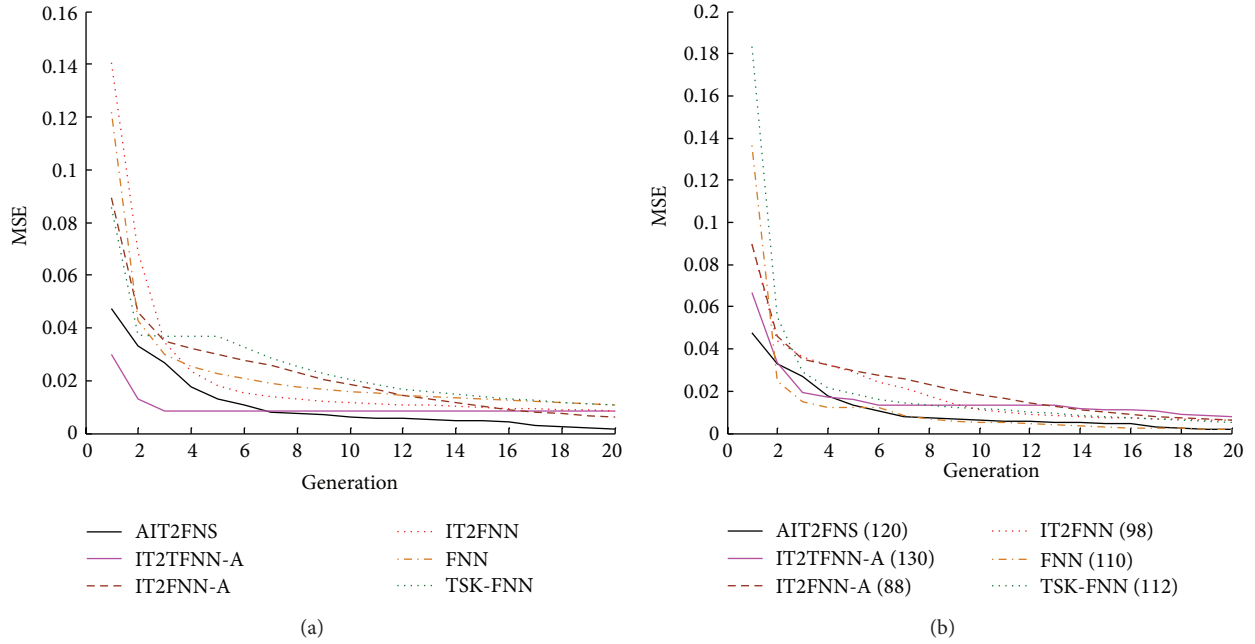 0.16
0.14
0.12
0.1
0.08
0.06
0.04
0.02
0
MSE
0 2 4 6 8 10 12 14 16 18 20
Generation
AIT2FNS
IT2TFNN-A
IT2FNN-A
IT2FNN
FNN
TSK-FNN
(a)
0.2
0.18
0.16
0.14
0.12
0.1
0.08
0.06
0.04
0.02
0
MSE
0 2 4 6 8 10 12 14 16 18 20
Generation
AIT2FNS (120)
IT2TFNN-A (130)
IT2FNN-A (88)
IT2FNN (98)
FNN (110)
TSK-FNN (112)
(b)